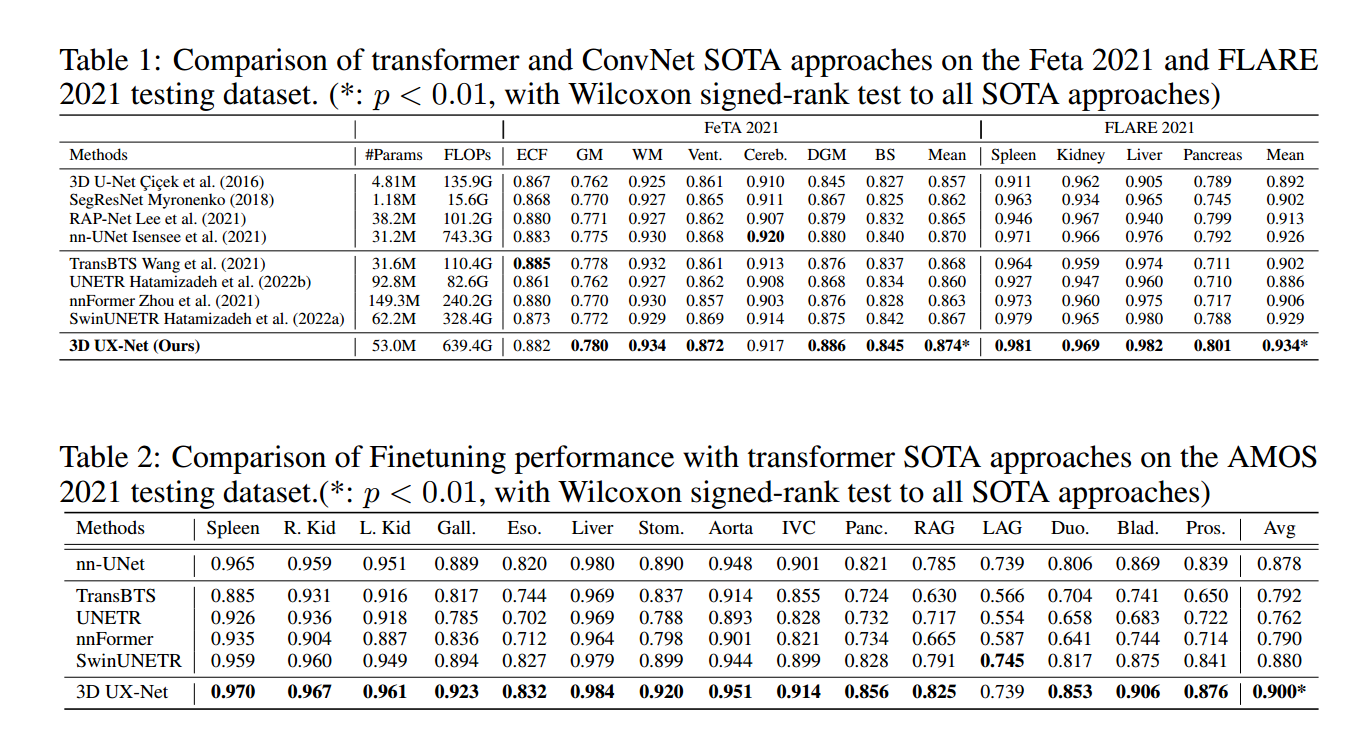 Table 1: Comparison of transformer and ConvNet SOTA approaches on the Feta 2021 and FLARE
2021 testing dataset. (*: p < 0.01, with Wilcoxon signed-rank test to all SOTA approaches)
FeTA 2021 FLARE 2021
Methods #Params FLOPs ECF GM WM Vent. Cereb. DGM BS Mean Spleen Kidney Liver Pancreas Mean
3D U-Net Çiçek et al. (2016) 4.81M 135.9G 0.867 0.762 0.925 0.861 0.910 0.845 0.827 0.857 0.911 0.962 0.905 0.789 0.892
SegResNet Myronenko (2018) 1.18M 15.6G 0.868 0.770 0.927 0.865 0.911 0.867 0.825 0.862 0.963 0.934 0.965 0.745 0.902
RAP-Net Lee et al. (2021) 38.2M 101.2G 0.880 0.771 0.927 0.862 0.907 0.879 0.832 0.865 0.946 0.967 0.940 0.799 0.913
nn-UNet Isensee et al. (2021) 31.2M 743.3G 0.883 0.775 0.930 0.868 0.920 0.880 0.840 0.870 0.971 0.966 0.976 0.792 0.926
TransBTS Wang et al. (2021) 31.6M 110.4G 0.885 0.778 0.932 0.861 0.913 0.876 0.837 0.868 0.964 0.959 0.974 0.711 0.902
UNETR Hatamizadeh et al. (2022b) 92.8M 82.6G 0.861 0.762 0.927 0.862 0.908 0.868 0.834 0.860 0.927 0.947 0.960 0.710 0.886
nnFormer Zhou et al. (2021) 149.3M 240.2G 0.880 0.770 0.930 0.857 0.903 0.876 0.828 0.863 0.973 0.960 0.975 0.717 0.906
SwinUNETR Hatamizadeh et al. (2022a) 62.2M 328.4G 0.873 0.772 0.929 0.869 0.914 0.875 0.842 0.867 0.979 0.965 0.980 0.788 0.929
3D UX-Net (Ours) 53.0M 639.4G 0.882 0.780 0.934 0.872 0.917 0.886 0.845 0.874* 0.981 0.969 0.982 0.801 0.934*
Table 2: Comparison of Finetuning performance with transformer SOTA approaches on the AMOS
2021 testing dataset.(*: p < 0.01, with Wilcoxon signed-rank test to all SOTA approaches)
Methods Spleen R. Kid L. Kid Gall. Eso. Liver Stom. Aorta IVC Panc. RAG LAG Duo. Blad. Pros. Avg
nn-UNet 0.965 0.959 0.951 0.889 0.820 0.980 0.890 0.948 0.901 0.821 0.785 0.739 0.806 0.869 0.839 0.878
TransBTS 0.885 0.931 0.916 0.817 0.744 0.969 0.837 0.914 0.855 0.724 0.630 0.566 0.704 0.741 0.650 0.792
UNETR 0.926 0.936 0.918 0.785 0.702 0.969 0.788 0.893 0.828 0.732 0.717 0.554 0.658 0.683 0.722 0.762
nnFormer 0.935 0.904 0.887 0.836 0.712 0.964 0.798 0.901 0.821 0.734 0.665 0.587 0.641 0.744 0.714 0.790
SwinUNETR 0.959 0.960 0.949 0.894 0.827 0.979 0.899 0.944 0.899 0.828 0.791 0.745 0.817 0.875 0.841 0.880
3D UX-Net 0.970 0.967 0.961 0.923 0.832 0.984 0.920 0.951 0.914 0.856 0.825 0.739 0.853 0.906 0.876 0.900*